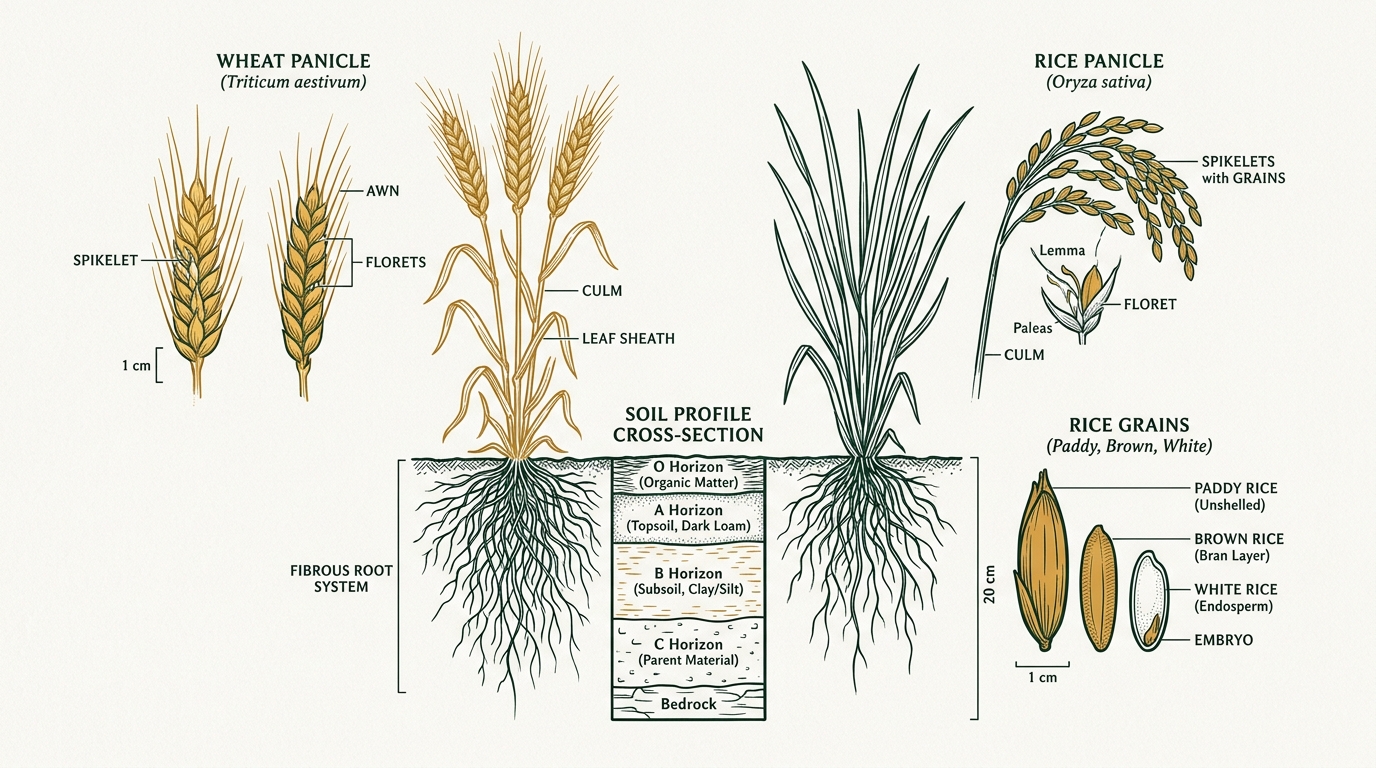 WHEAT PANICLE
(Triticum aestivum)
AWN
SPIKELET
FLORETS
1 cm
CULM
LEAF SHEATH
FIBROUS ROOT
SYSTEM
SOIL PROFILE
CROSS-SECTION
O Horizon
(Organic Matter)
A Horizon
(Topsoil, Dark Loam)
B Horizon
(Subsoil, Clay/Silt)
C Horizon
(Parent Material)
Bedrock
20 cm
RICE PANICLE
(Oryza sativa)
SPIKELETS
with GRAINS
Lemma
FLORET
Paleas
CULM
RICE GRAINS
(Paddy, Brown, White)
PADDY RICE
(Unshelled)
BROWN RICE
(Bran Layer)
WHITE RICE
(Endosperm)
EMBRYO
1 cm